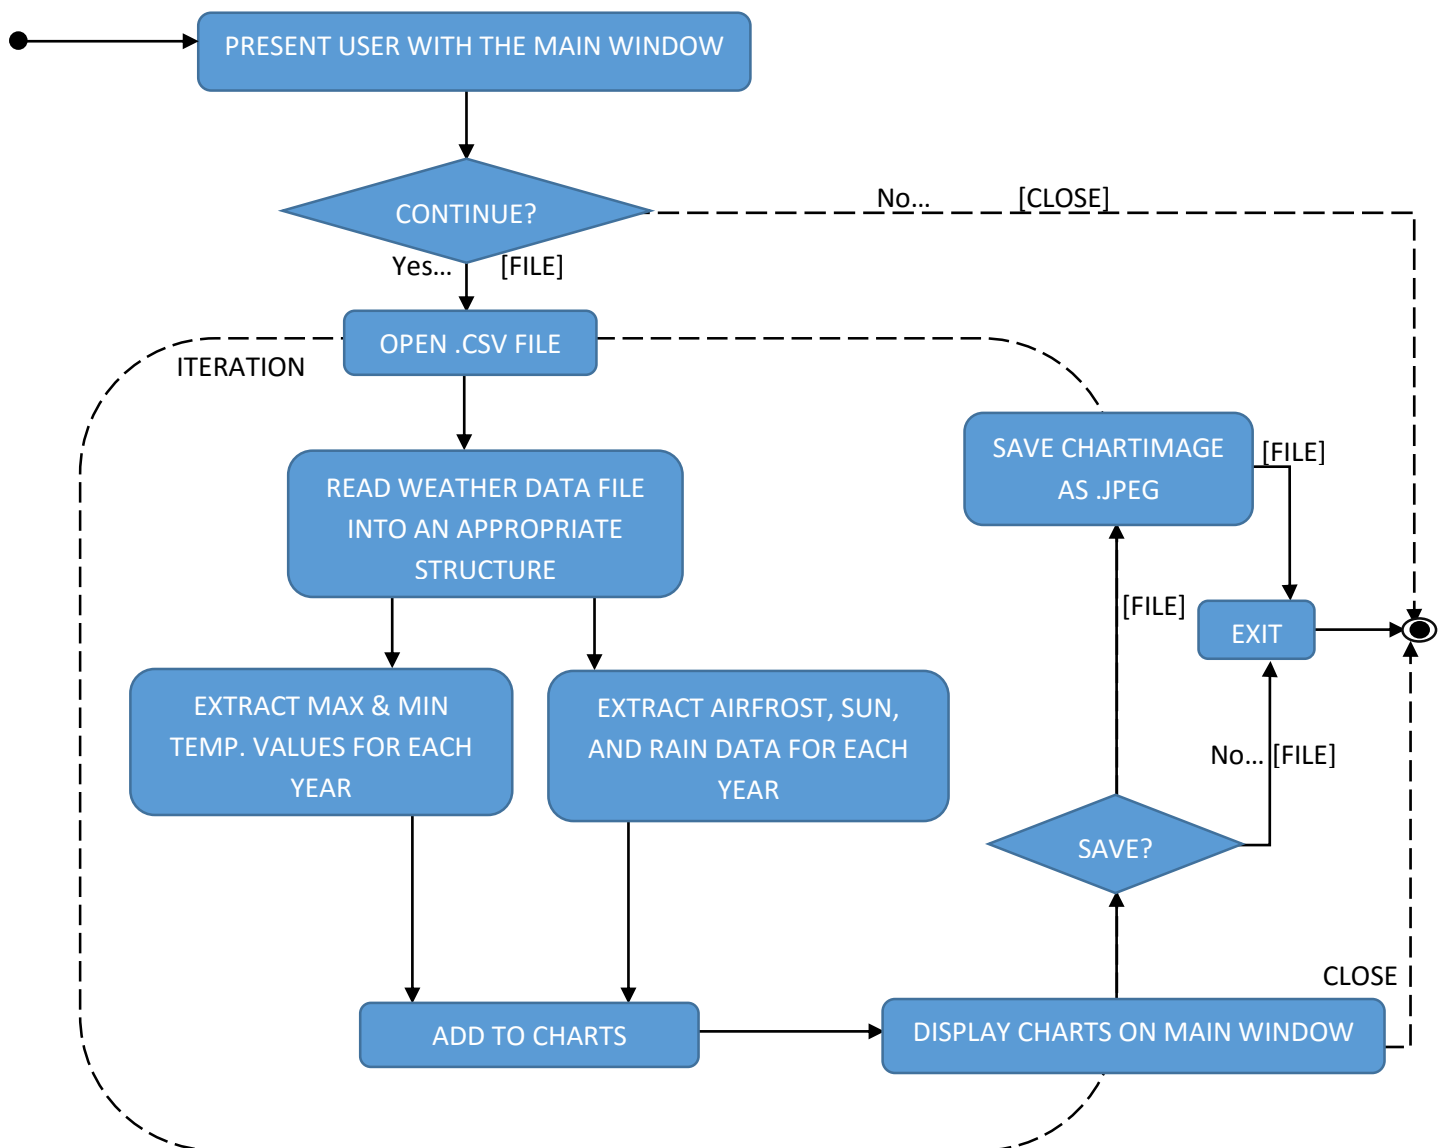 PRESENT USER WITH THE MAIN WINDOW
CONTINUE?
No... [CLOSE]
Yes... [FILE]
OPEN .CSV FILE
ITERATION
READ WEATHER DATA FILE
INTO AN APPROPRIATE
STRUCTURE
SAVE CHARTIMAGE
AS .JPEG
[FILE]
[FILE]
EXIT
EXTRACT MAX & MIN
TEMP. VALUES FOR EACH
YEAR
EXTRACT AIRFROST, SUN,
AND RAIN DATA FOR EACH
YEAR
No... [FILE]
SAVE?
CLOSE
ADD TO CHARTS
DISPLAY CHARTS ON MAIN WINDOW